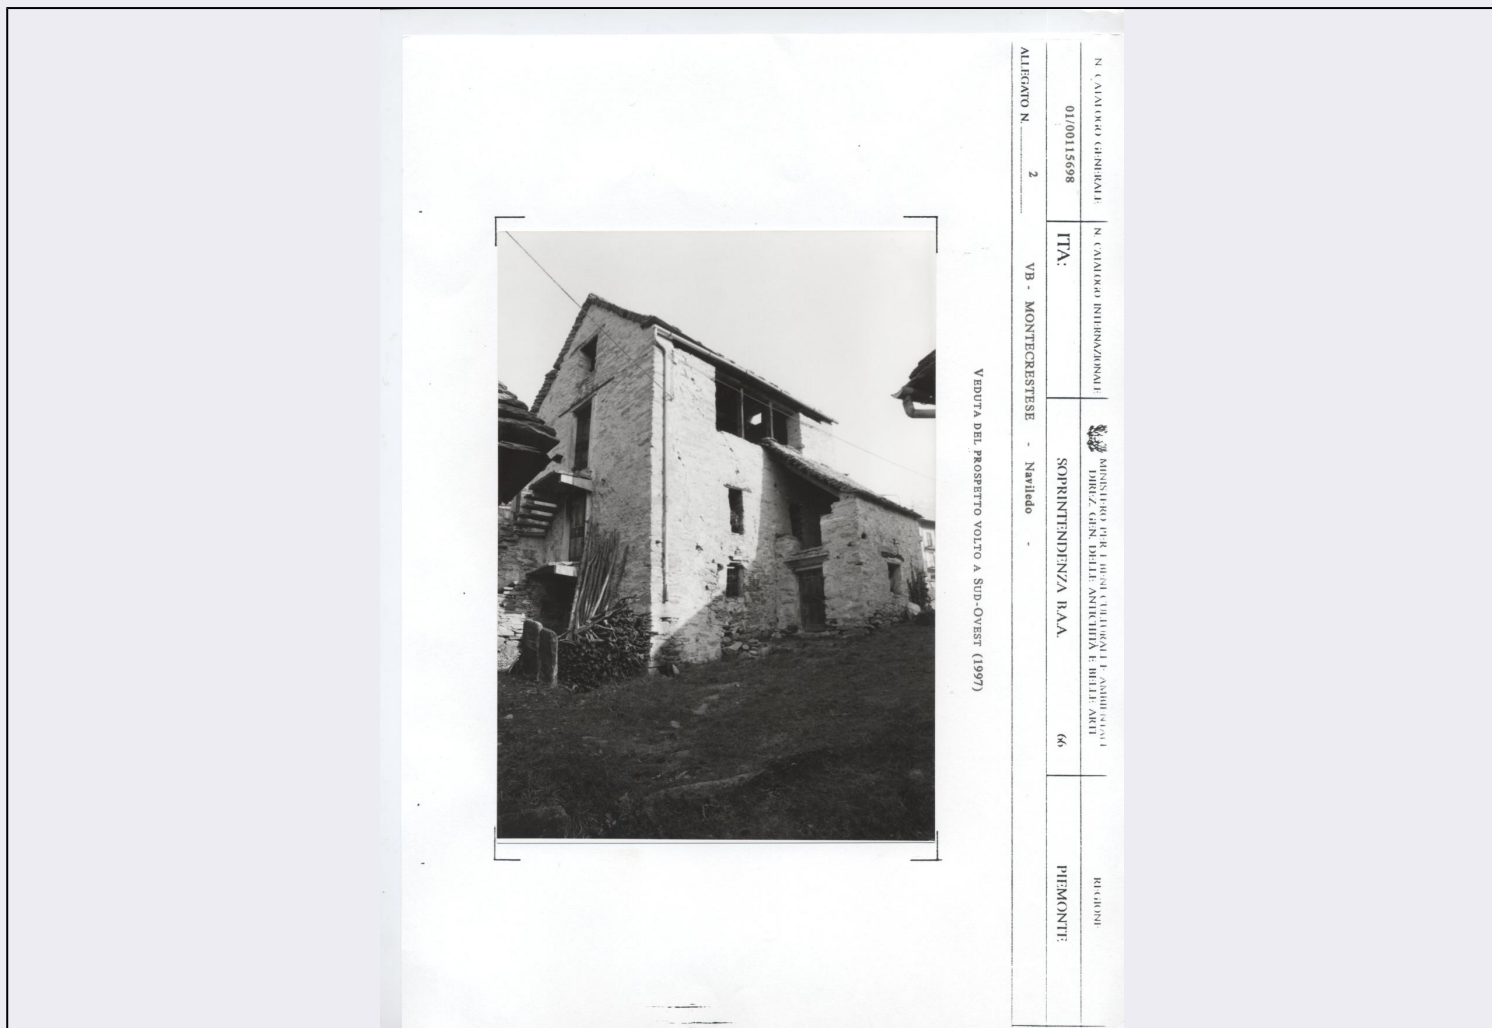 N. CATALOGO GENERALE
N. CATALOGO INTERNAZIONALE
MINISTERO PER I BENI CULTURALI E AMBIENTALI
DIREZ. GEN. DELLE ANTICHITÀ E BELLE ARTI
REGIONE
01/00115698
ITA:
SOPRINTENDENZA B.A.A. 66
PIEMONTE
ALLEGATO N. 2 VB - MONTECRESTESE - Naviledo -
VEDUTA DEL PROSPETTO VOLTO A SUD-OVEST (1997)